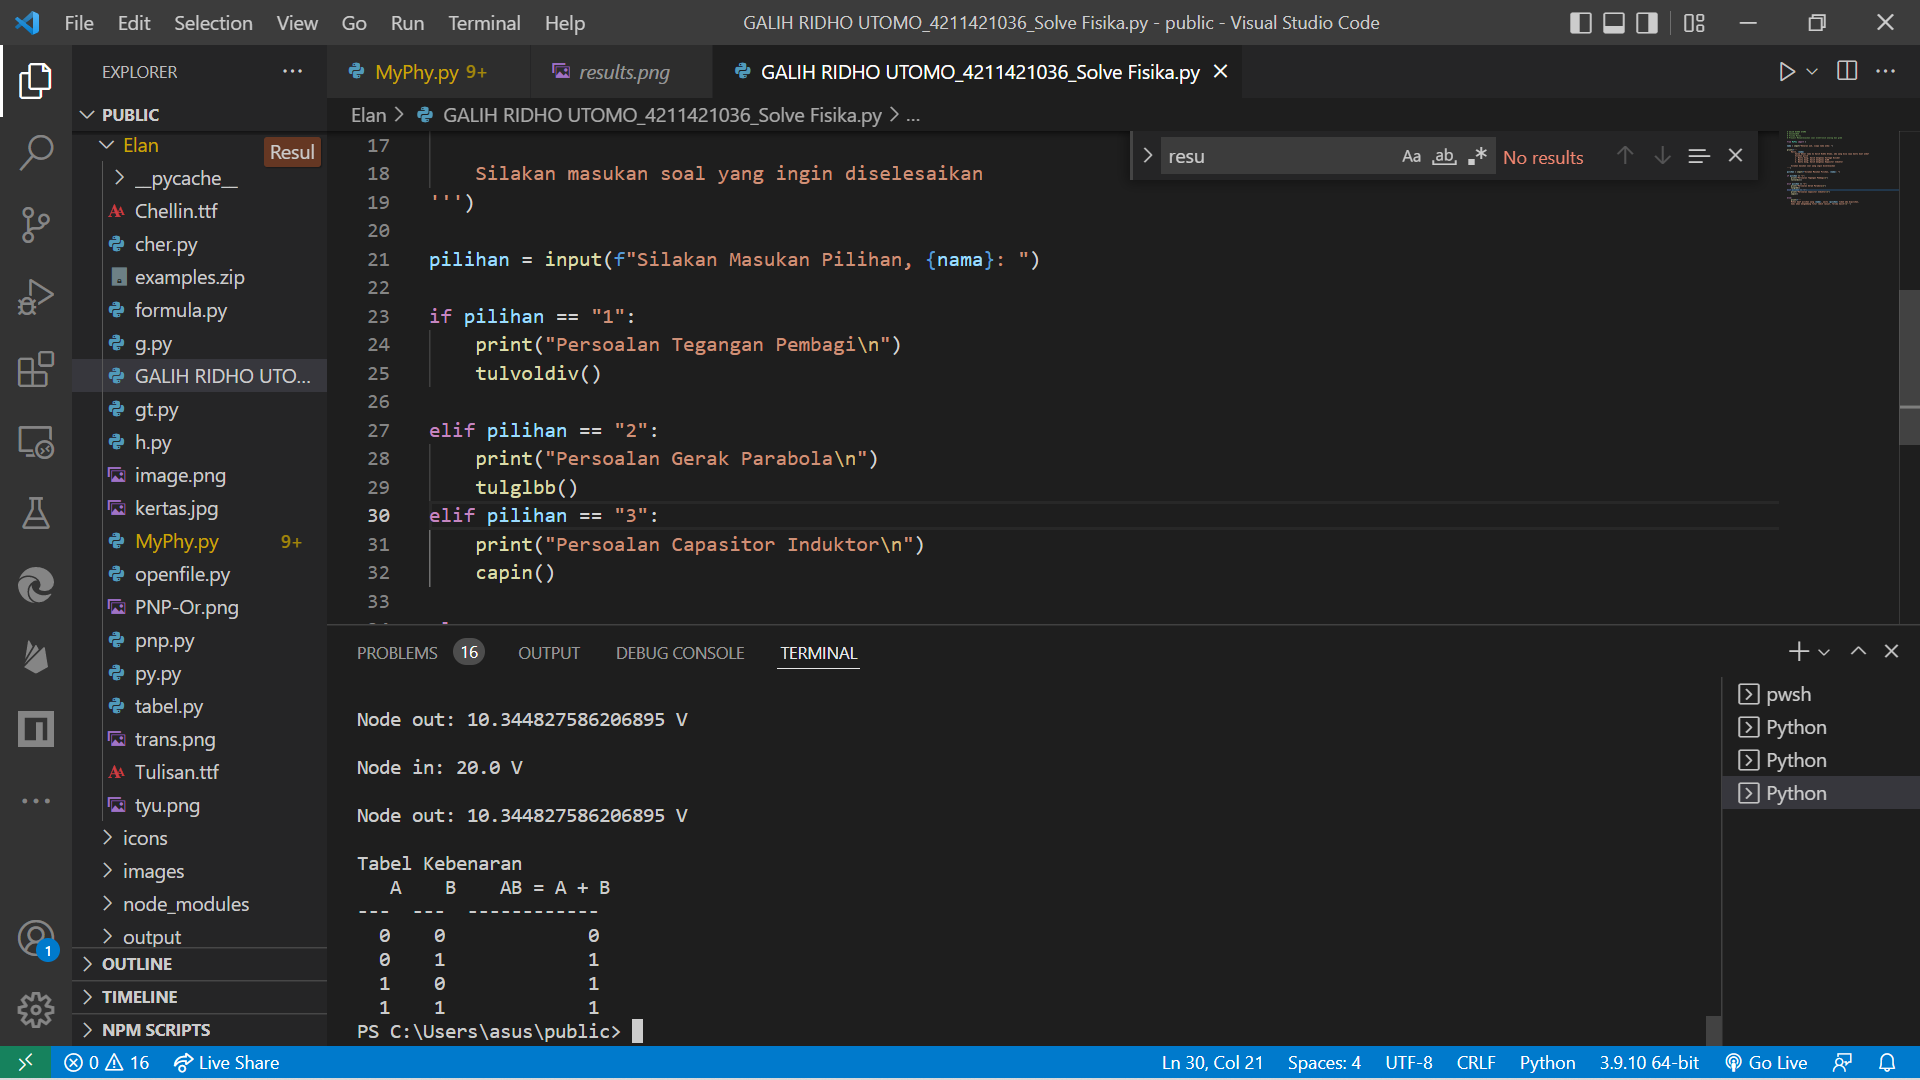 File Edit Selection View Go Run Terminal Help
GALIH RIDHO UTOMO_4211421036_Solve Fisika.py - public - Visual Studio Code
EXPLORER
MyPhy.py 9+
results.png
GALIH RIDHO UTOMO_4211421036_Solve Fisika.py
PUBLIC
Elan
Resul
__pycache__
Chellin.ttf
cher.py
examples.zip
formula.py
g.py
GALIH RIDHO UTO...
gt.py
h.py
image.png
kertas.jpg
MyPhy.py 9+
openfile.py
PNP-Or.png
pnp.py
py.py
tabel.py
trans.png
Tulisan.ttf
tyu.png
icons
images
node_modules
output
OUTLINE
TIMELINE
NPM SCRIPTS
1
Elan > GALIH RIDHO UTOMO_4211421036_Solve Fisika.py > ...
resu
Aa ab .* No results
17
18 Silakan masukan soal yang ingin diselesaikan
19 ''')
20
21 pilihan = input(f"Silakan Masukan Pilihan, {nama}: ")
22
23 if pilihan == "1":
24 print("Persoalan Tegangan Pembagi\n")
25 tulvoldiv()
26
27 elif pilihan == "2":
28 print("Persoalan Gerak Parabola\n")
29 tulglbb()
30 elif pilihan == "3":
31 print("Persoalan Capasitor Induktor\n")
32 capin()
33
PROBLEMS 16 OUTPUT DEBUG CONSOLE TERMINAL
Node out: 10.344827586206895 V
Node in: 20.0 V
Node out: 10.344827586206895 V
Tabel Kebenaran
A B AB = A + B
--- --- ------------
0 0 0
0 1 1
1 0 1
1 1 1
PS C:\Users\asus\public>
pwsh
Python
Python
Python
0 16 Live Share
Ln 30, Col 21 Spaces: 4 UTF-8 CRLF Python 3.9.10 64-bit Go Live